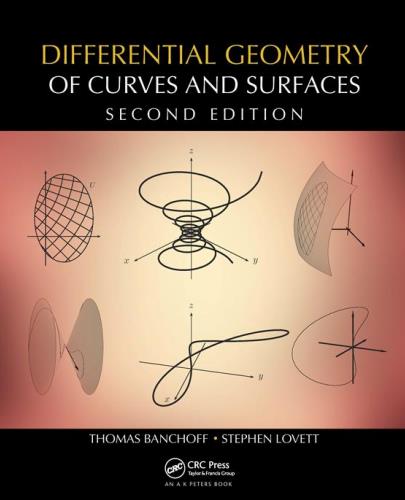 DIFFERENTIAL GEOMETRY
OF CURVES AND SURFACES
SECOND EDITION
U
z
x
y
z
y
x
THOMAS BANCHOFF • STEPHEN LOVETT
CRC
CRC Press
Taylor & Francis Group
AN A K PETERS BOOK